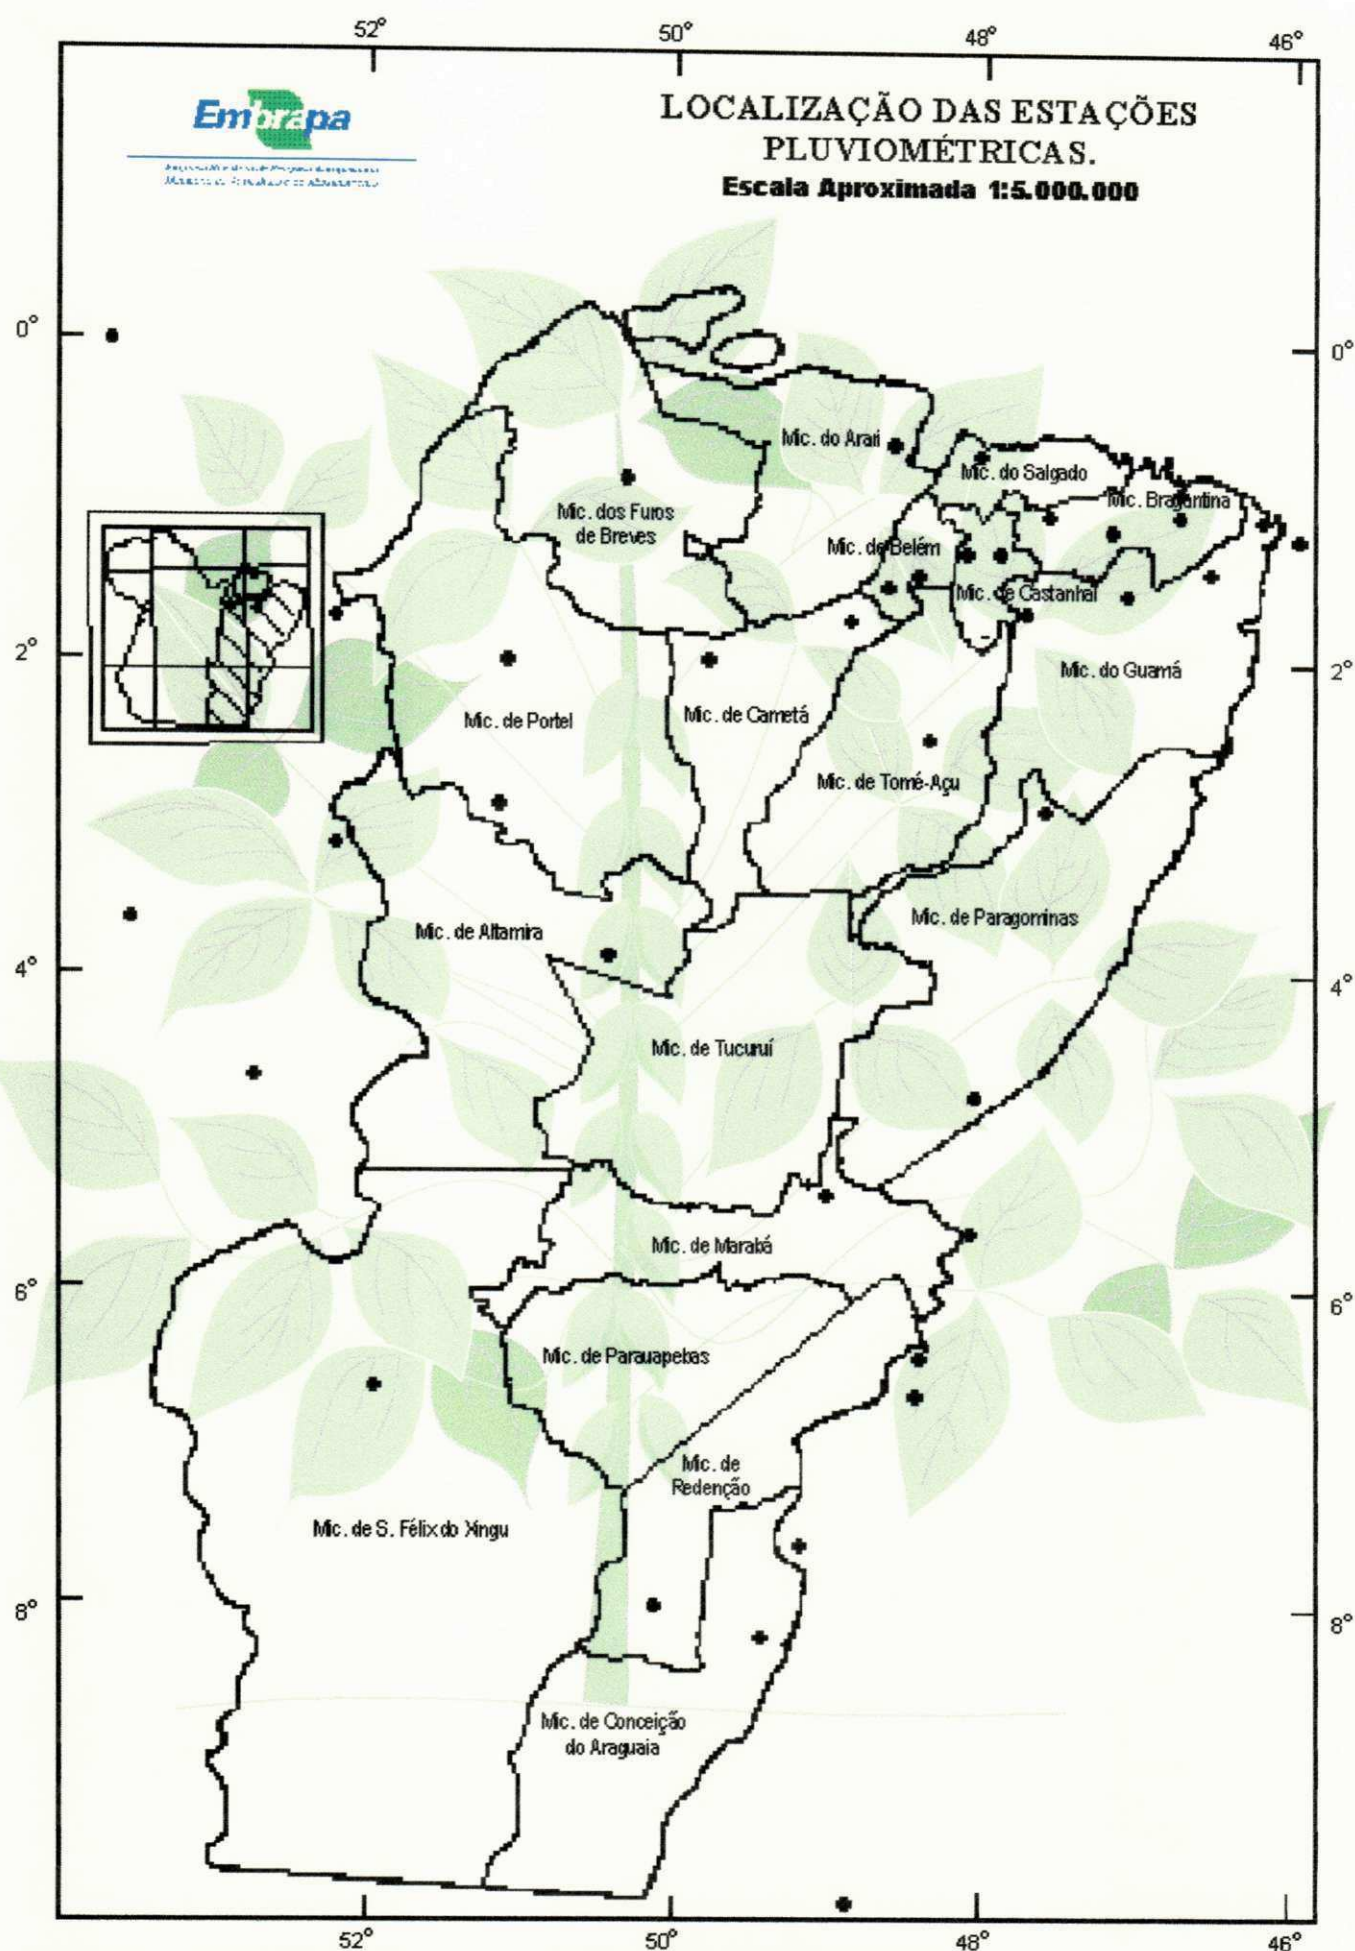 52°
50°
48°
46°
Embrapa
LOCALIZAÇÃO DAS ESTAÇÕES
PLUVIOMÉTRICAS.
Escala Aproximada 1:5.000.000
0°
0°
Mic. do Arari
Mic. do Salgado
Mic. Bragantina
Mic. dos Furos
de Breves
Mic. de Belém
Mic. de Castanhal
2°
2°
Mic. do Guamá
Mic. de Portel
Mic. de Cametá
Mic. de Tomé-Açu
Mic. de Altamira
Mic. de Paragominas
4°
4°
Mic. de Tucuruí
Mic. de Marabá
6°
6°
Mic. de Parauapebas
Mic. de
Redenção
Mic. de S. Félix do Xingu
8°
8°
Mic. de Conceição
do Araguaia
52°
50°
48°
46°